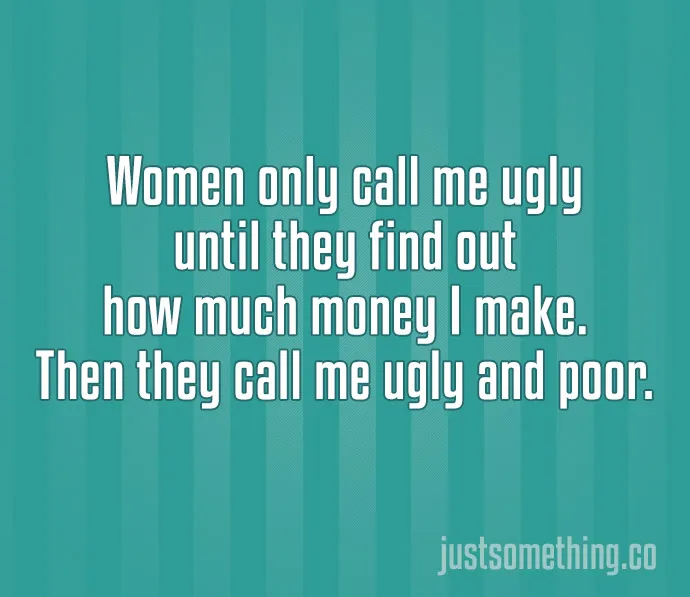 Women only call me ugly
until they find out
how much money I make.
Then they call me ugly and poor.
justsomething.co